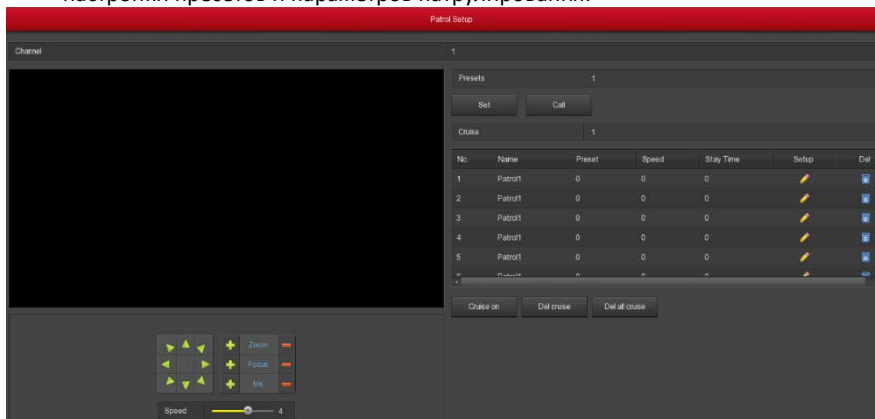 настройки пресетов и параметров патрулирования.
Patrol Setup
Channel 1
Presets 1
Set Call
Cruise 1
No. Name Preset Speed Stay Time Setup Del
1 Patrol1 0 0 0
2 Patrol1 0 0 0
3 Patrol1 0 0 0
4 Patrol1 0 0 0
5 Patrol1 0 0 0
Cruise on Del cruise Del all cruise
Zoom
Focus
Iris
Speed 4